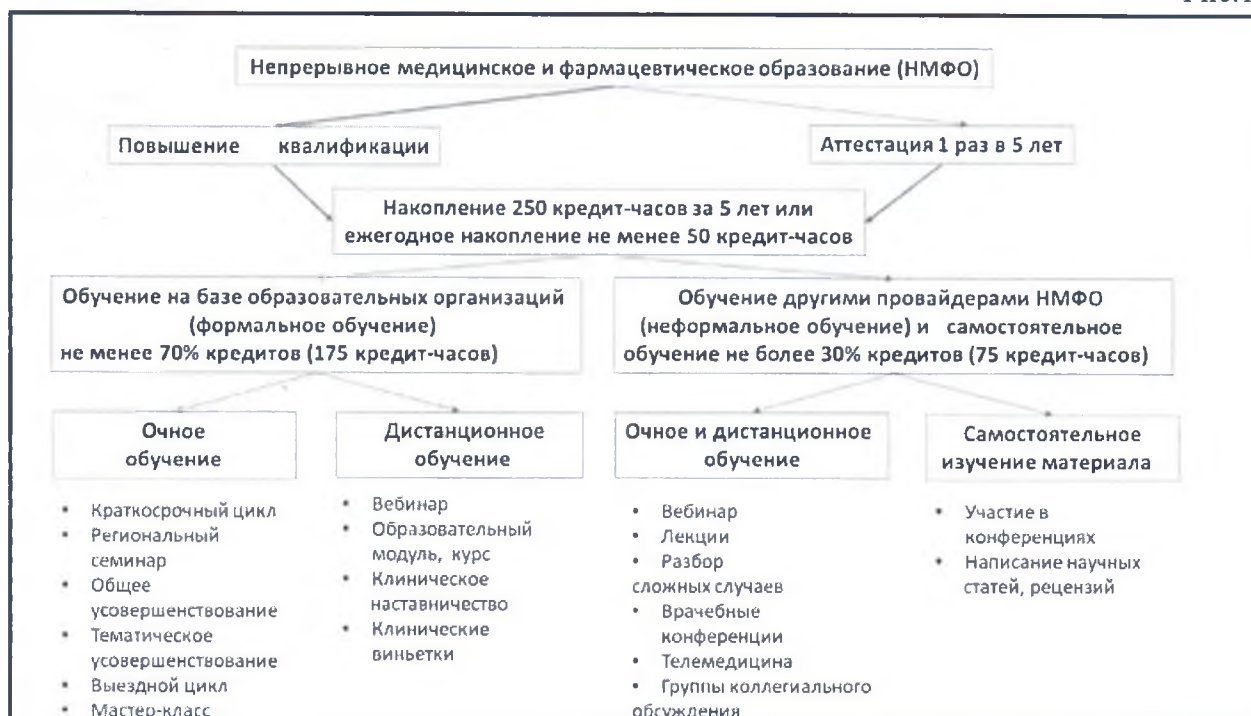 Непрерывное медицинское и фармацевтическое образование (НМФО)
Повышение квалификации
Аттестация 1 раз в 5 лет
Накопление 250 кредит-часов за 5 лет или
ежегодное накопление не менее 50 кредит-часов
Обучение на базе образовательных организаций
(формальное обучение)
не менее 70% кредитов (175 кредит-часов)
Обучение другими провайдерами НМФО
(неформальное обучение) и самостоятельное
обучение не более 30% кредитов (75 кредит-часов)
Очное
обучение
• Краткосрочный цикл
• Региональный
семинар
• Общее
усовершенствование
• Тематическое
усовершенствование
• Выездной цикл
• Мастер-класс
Дистанционное
обучение
• Вебинар
• Образовательный
модуль, курс
• Клиническое
наставничество
• Клинические
виньетки
Очное и дистанционное
обучение
• Вебинар
• Лекции
• Разбор
сложных случаев
• Врачебные
конференции
• Телемедицина
• Группы коллегиального
обсуждения
Самостоятельное
изучение материала
• Участие в
конференциях
• Написание научных
статей, рецензий